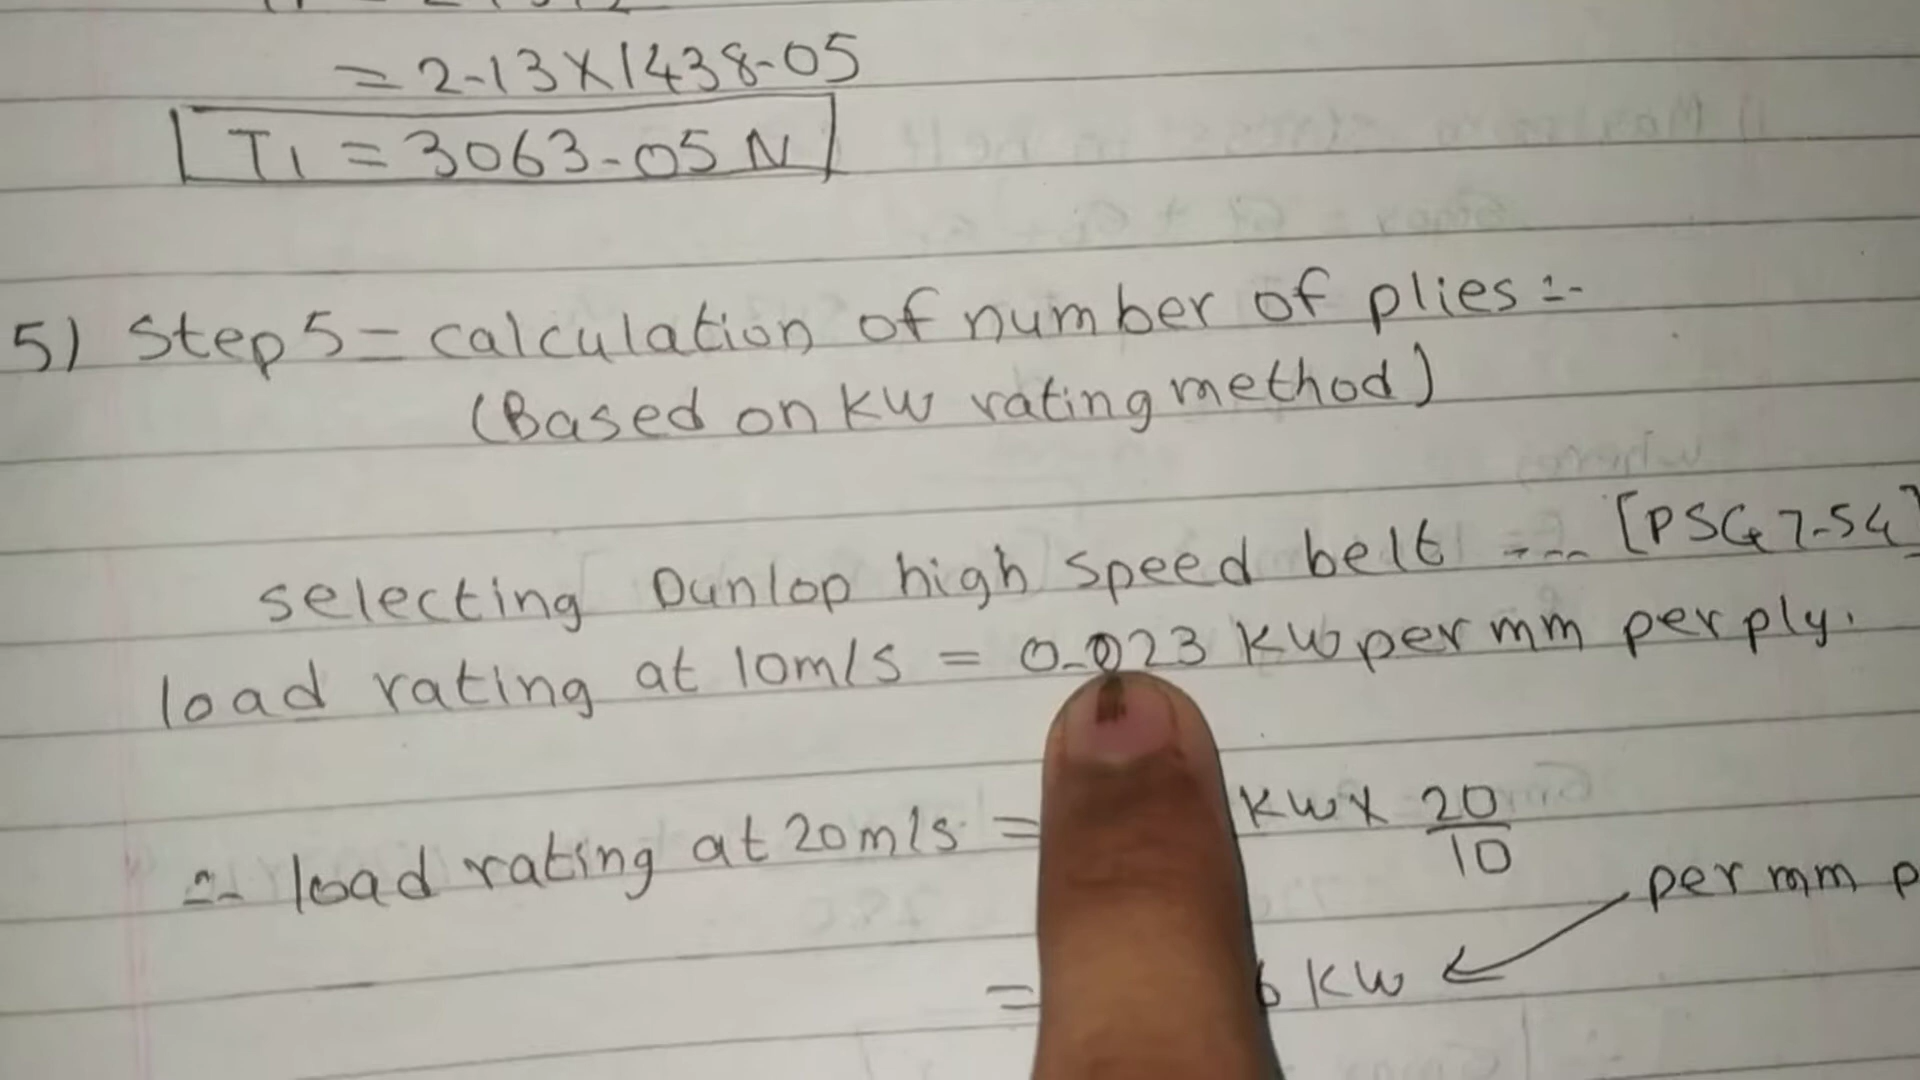 = 2-13X1438-05
T1 = 3063-05 N
5) Step 5 = calculation of number of plies :-
(Based on KW rating method)
selecting Dunlop high speed belt ---- [PSG 7-54]
load rating at 10m/s = 0.023 KW per mm per ply.
∴ load rating at 20m/s = KW X 20/10
= 6 KW ← per mm p